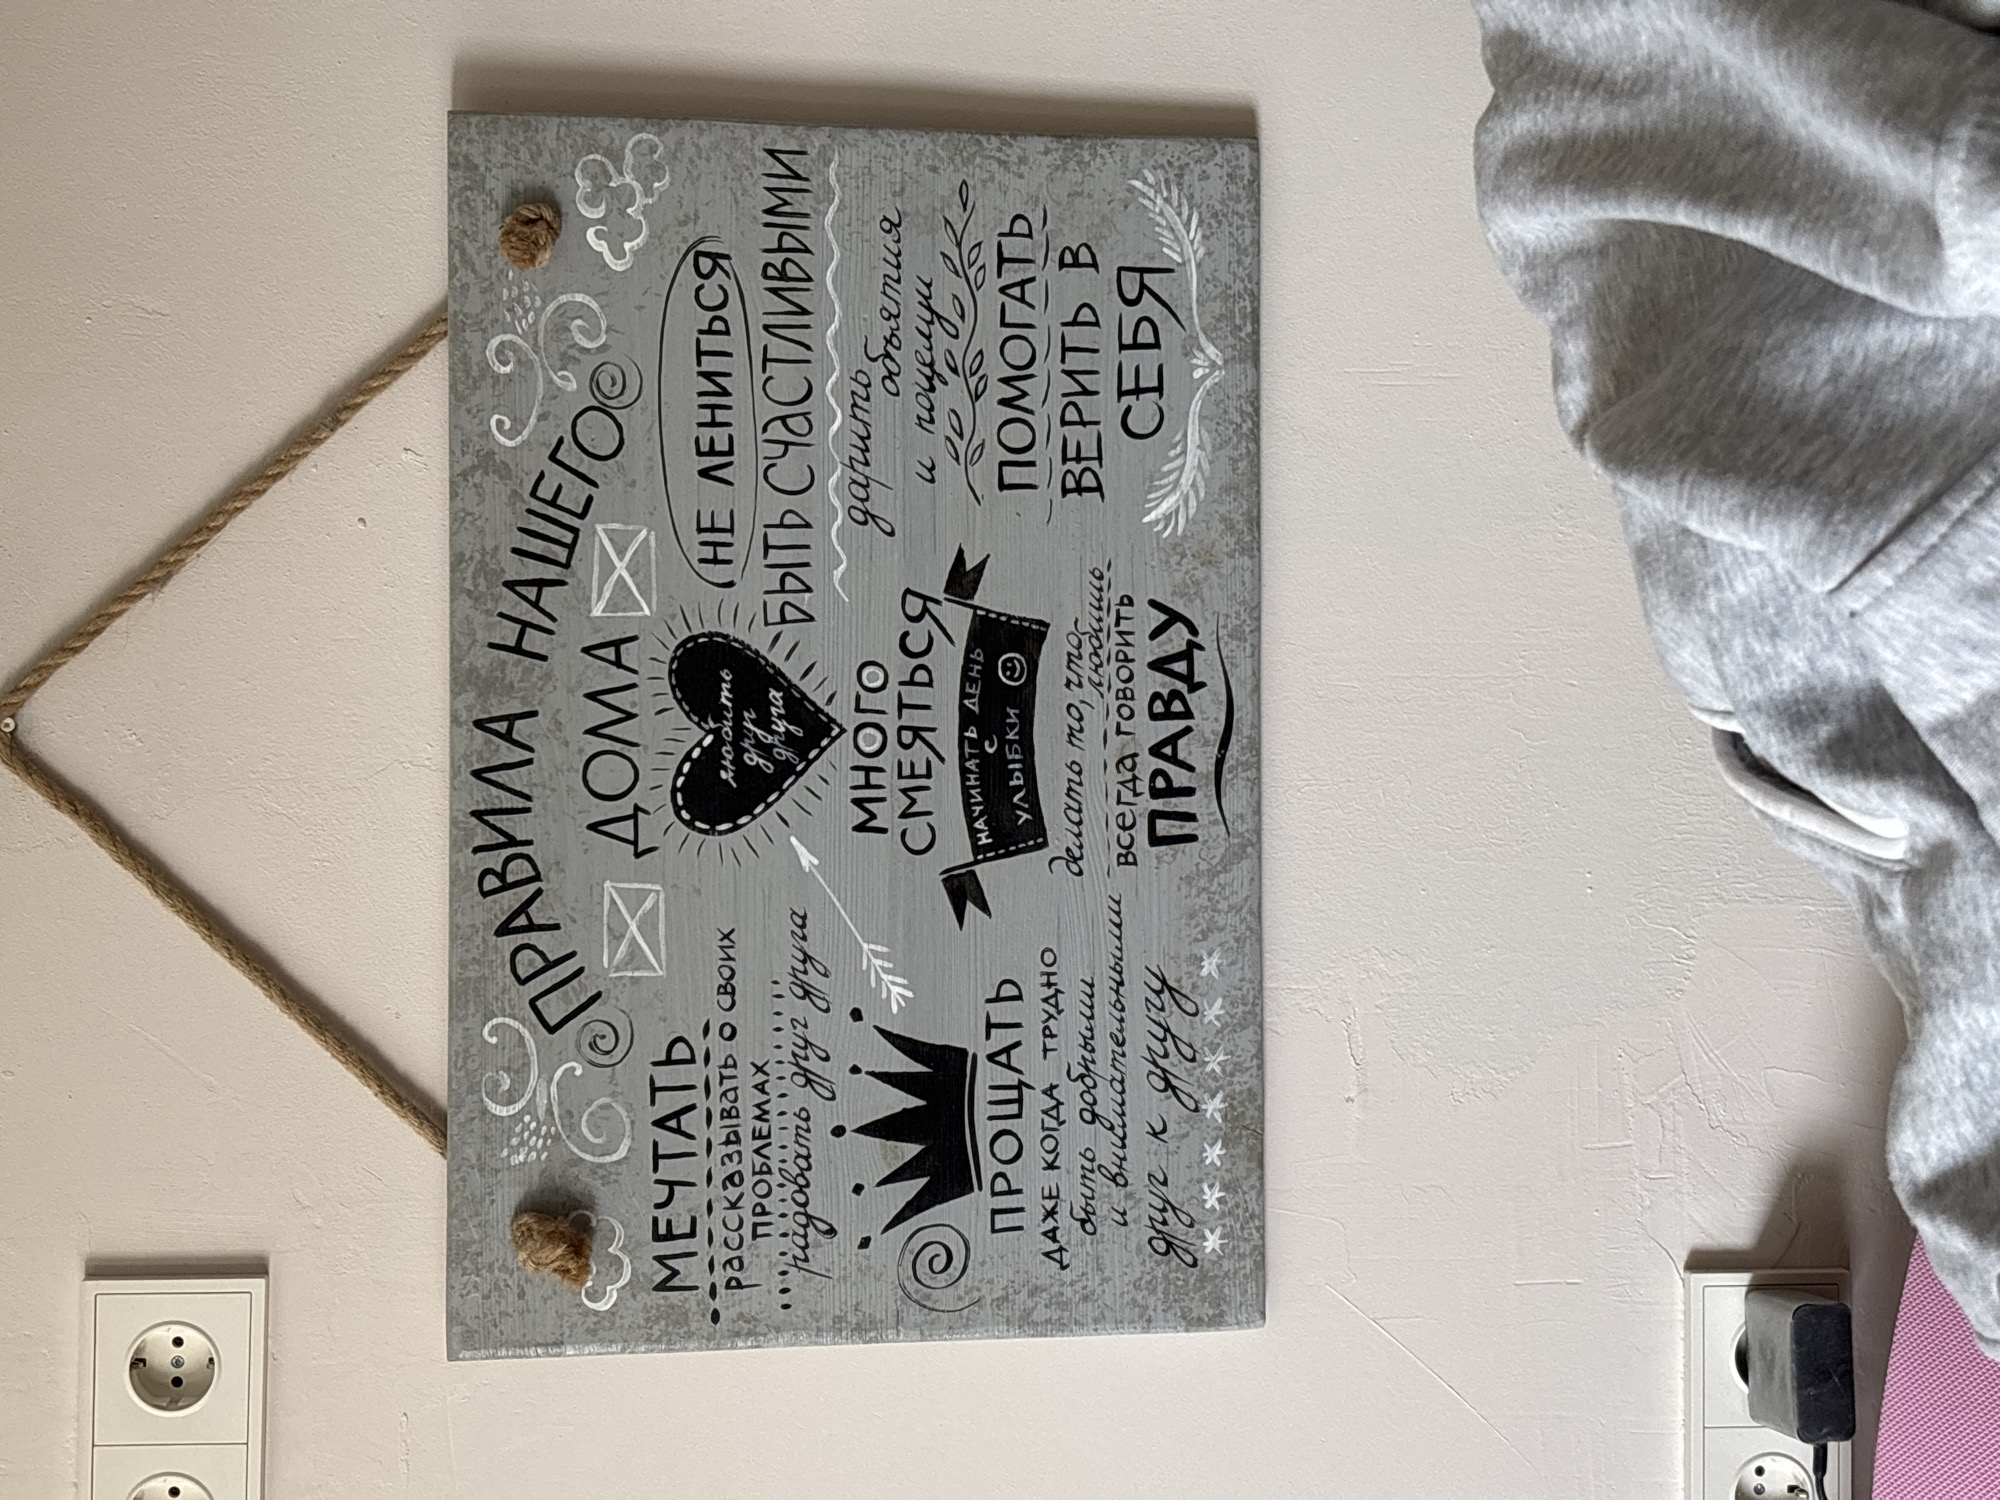 ПРАВИЛА НАШЕГО
ДОМА
МЕЧТАТЬ
рассказывать о своих
ПРОБЛЕМАХ
радовать друг друга
ПРОЩАТЬ
ДАЖЕ КОГДА ТРУДНО
быть добрыми
и внимательными
друг к другу
любить
друг
друга
МНОГО
СМЕЯТЬСЯ
НАЧИНАТЬ ДЕНЬ
С
УЛЫБКИ
делать то, что
любишь
ВСЕГДА ГОВОРИТЬ
ПРАВДУ
НЕ ЛЕНИТЬСЯ
БЫТЬ СЧАСТЛИВЫМИ
дарить
объятия
и поцелуи
ПОМОГАТЬ
ВЕРИТЬ В
СЕБЯ